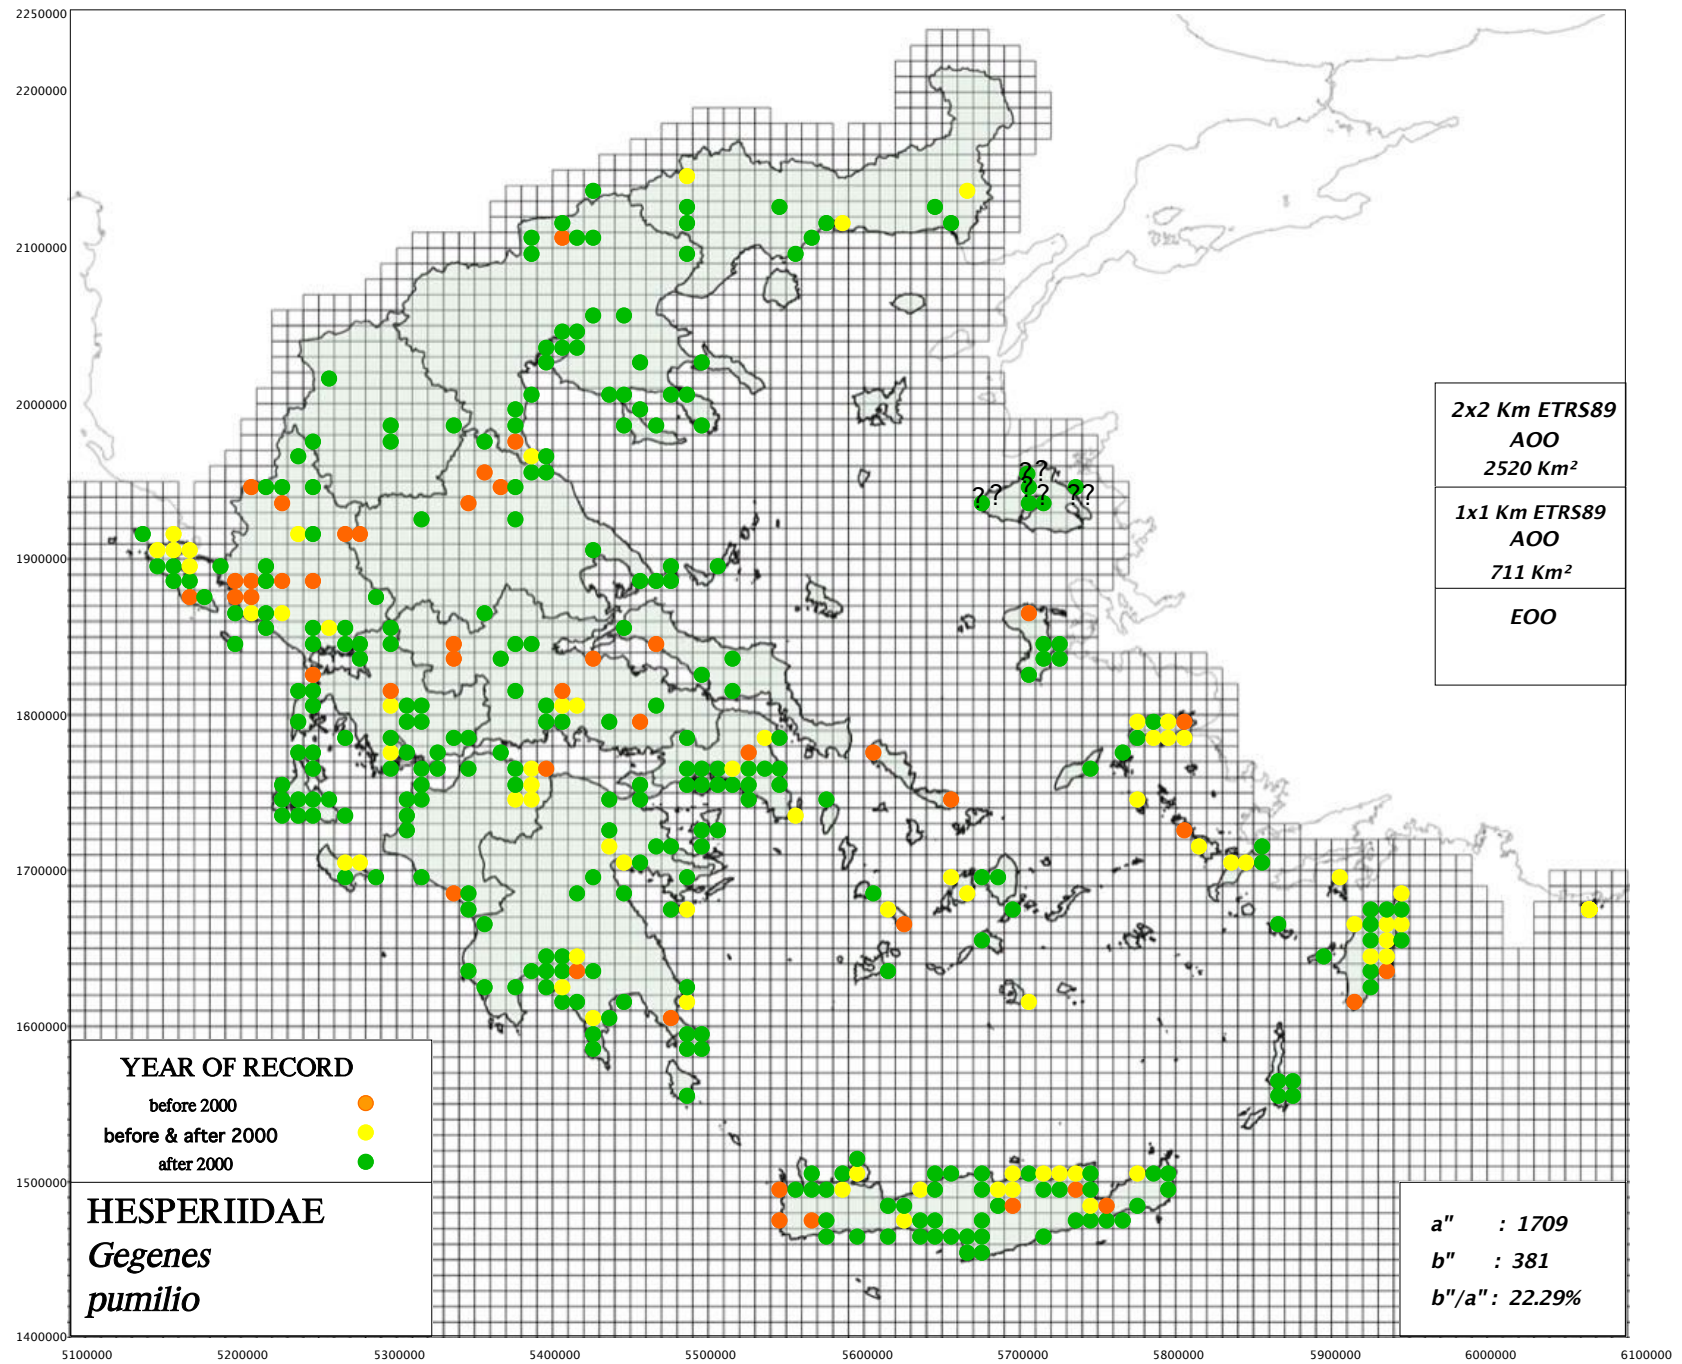 2250000
2200000
2100000
2000000
1900000
1800000
1700000
1600000
1500000
1400000
5100000 5200000 5300000 5400000 5500000 5600000 5700000 5800000 5900000 6000000 6100000
??
?
??
?
??
2x2 Km ETRS89
AOO
2520 Km²
1x1 Km ETRS89
AOO
711 Km²
EOO
YEAR OF RECORD
before 2000
before & after 2000
after 2000
HESPERIIDAE
Gegenes
pumilio
a" : 1709
b" : 381
b"/a" : 22.29%